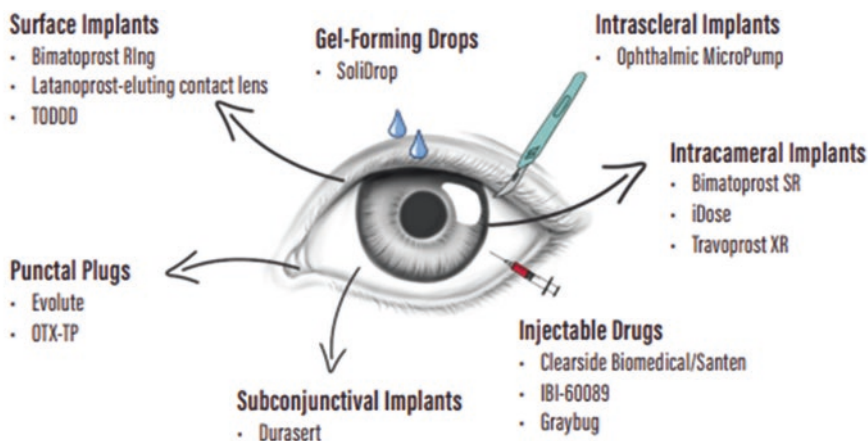 Surface Implants
• Bimatoprost RIng
• Latanoprost-eluting contact lens
• TODDD
Gel-Forming Drops
• SoliDrop
Intrascleral Implants
• Ophthalmic MicroPump
Intracameral Implants
• Bimatoprost SR
• iDose
• Travoprost XR
Punctal Plugs
• Evolute
• OTX-TP
Subconjunctival Implants
• Durasert
Injectable Drugs
• Clearside Biomedical/Santen
• IBI-60089
• Graybug